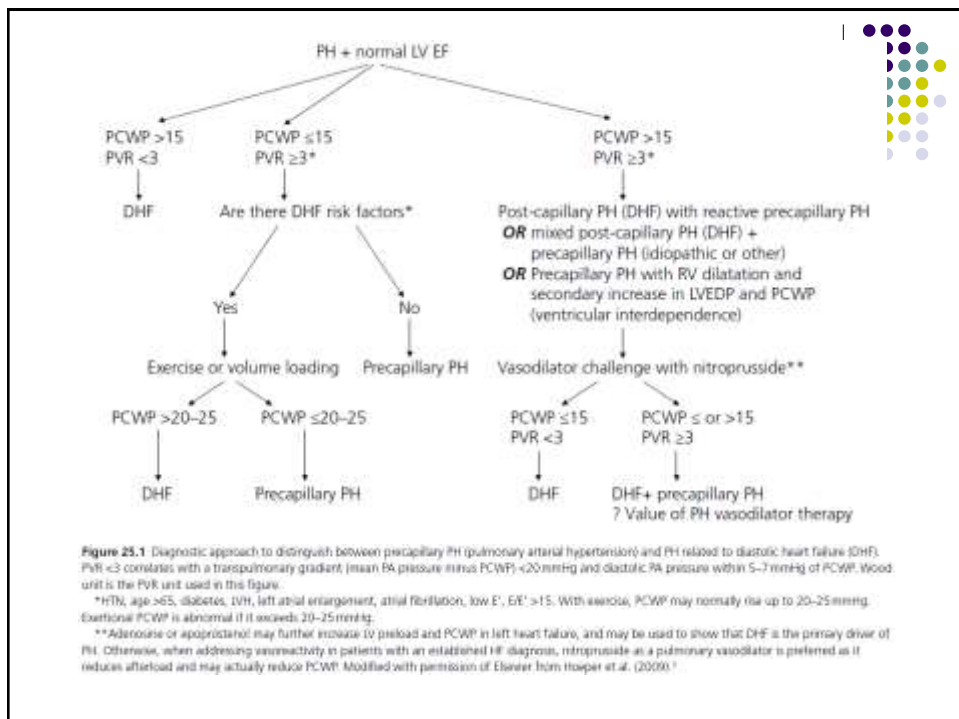 PH + normal LV EF
PCWP >15
PVR <3
PCWP ≤15
PVR ≥3*
PCWP >15
PVR ≥3*
DHF
Are there DHF risk factors*
Post-capillary PH (DHF) with reactive precapillary PH
OR mixed post-capillary PH (DHF) +
precapillary PH (idiopathic or other)
OR Precapillary PH with RV dilatation and
secondary increase in LVEDP and PCWP
(ventricular interdependence)
Yes
No
Exercise or volume loading
Precapillary PH
Vasodilator challenge with nitroprusside**
PCWP >20–25
PCWP ≤20–25
PCWP ≤15
PVR <3
PCWP ≤ or >15
PVR ≥3
DHF
Precapillary PH
DHF
DHF+ precapillary PH
? Value of PH vasodilator therapy
Figure 25.1 Diagnostic approach to distinguish between precapillary PH (pulmonary arterial hypertension) and PH related to diastolic heart failure (DHF).
PVR <3 correlates with a transpulmonary gradient (mean PA pressure minus PCWP) <20 mmHg and diastolic PA pressure within 5–7 mmHg of PCWP. Wood
unit is the PVR unit used in this figure.
*HTN, age >65, diabetes, LVH, left atrial enlargement, atrial fibrillation, low E', E/E' >15. With exercise, PCWP may normally rise up to 20–25 mmHg.
Exertional PCWP is abnormal if it exceeds 20–25 mmHg.
**Adenosine or epoprostenol may further increase LV preload and PCWP in left heart failure, and may be used to show that DHF is the primary driver of
PH. Otherwise, when addressing vasoreactivity in patients with an established HF diagnosis, nitroprusside as a pulmonary vasodilator is preferred as it
reduces afterload and may actually reduce PCWP. Modified with permission of Elsevier from Hoeper et al. (2009).¹